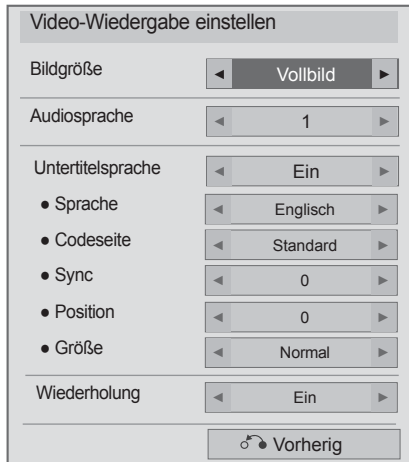 Video-Wiedergabe einstellen
Bildgröße ◄ Vollbild ►
Audiosprache ◄ 1 ►
Untertitelsprache ◄ Ein ►
● Sprache ◄ Englisch ►
● Codeseite ◄ Standard ►
● Sync ◄ 0 ►
● Position ◄ 0 ►
● Größe ◄ Normal ►
Wiederholung ◄ Ein ►
Vorherig